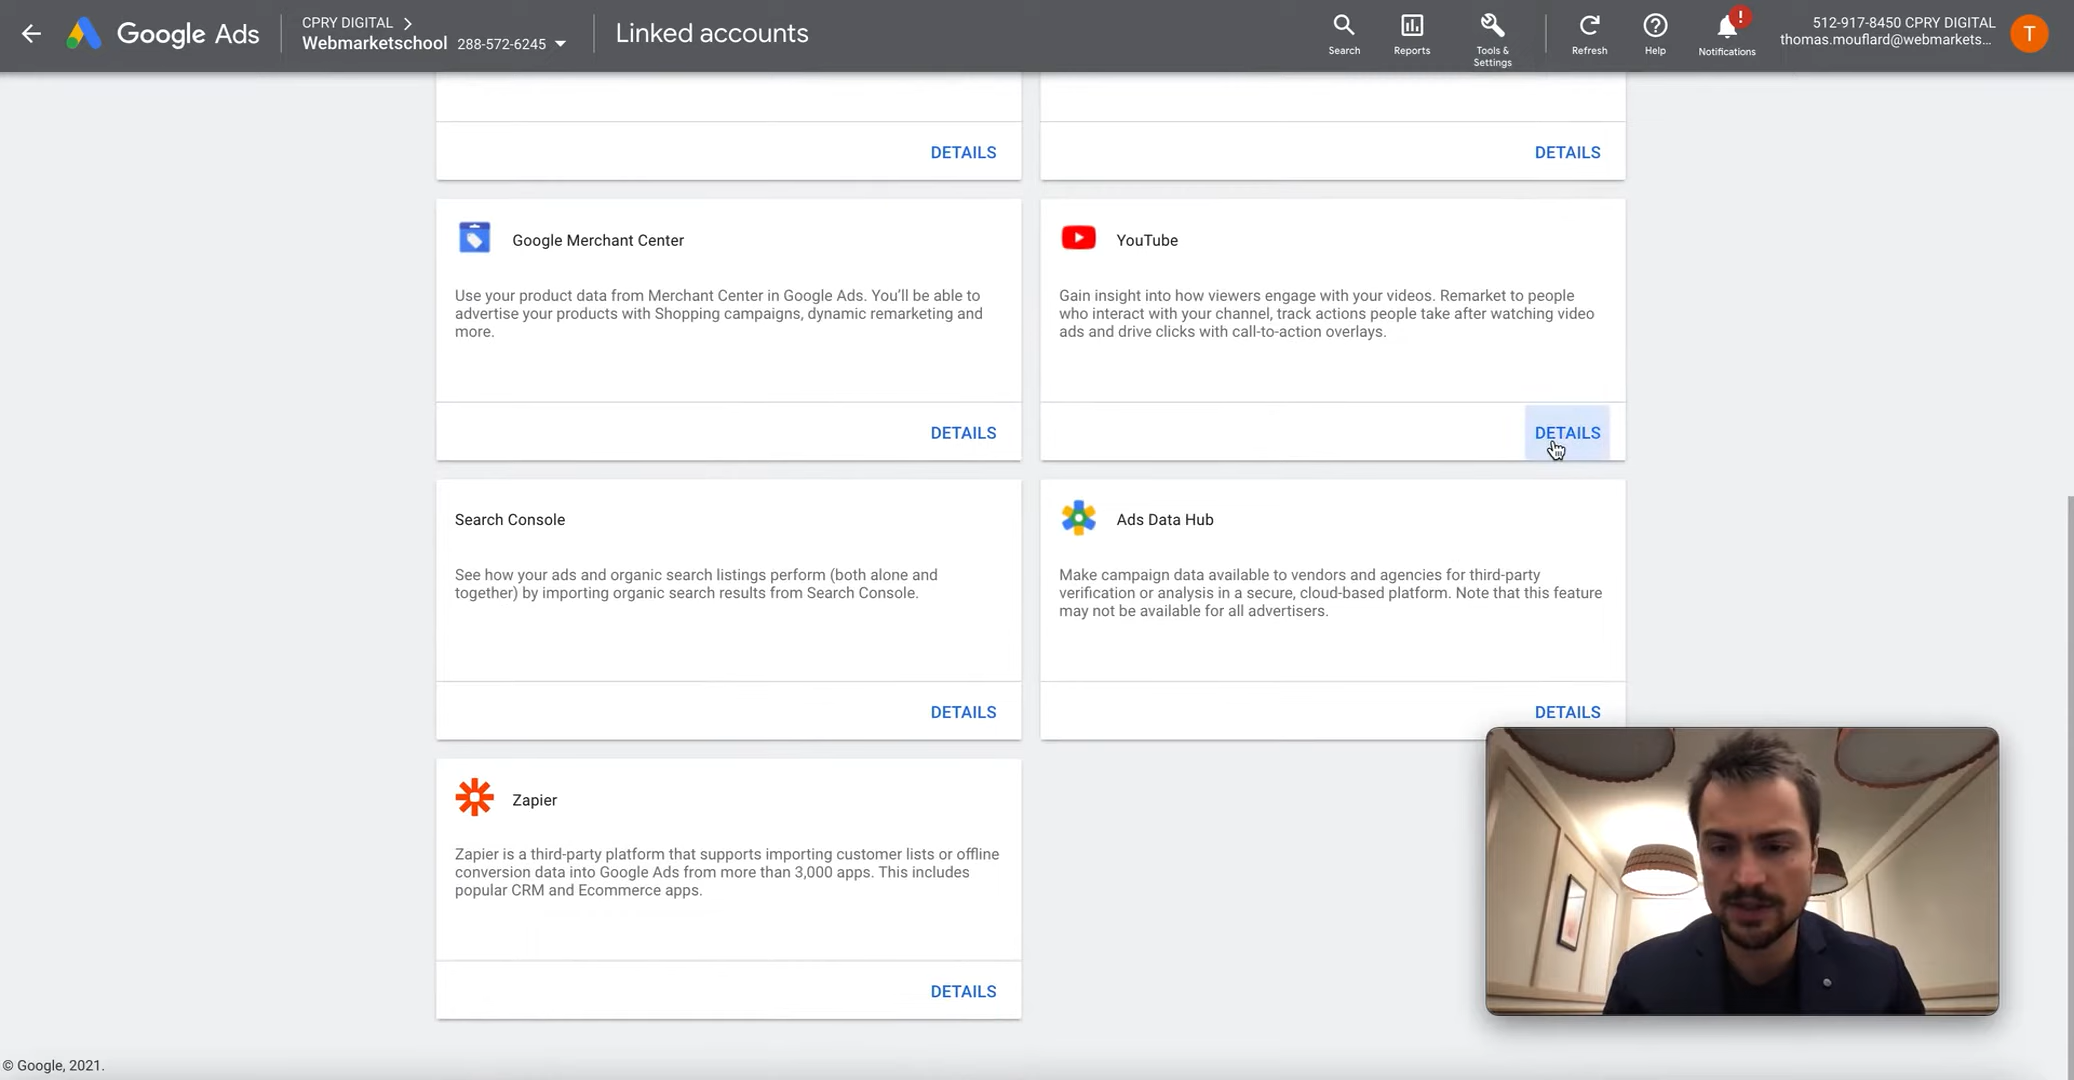 Google Ads
CPRY DIGITAL
Webmarketschool 288-572-6245
Linked accounts
Search
Reports
Tools &
Settings
Refresh
Help
!
Notifications
512-917-8450 CPRY DIGITAL
thomas.mouflard@webmarkets...
T
DETAILS
DETAILS
Google Merchant Center
Use your product data from Merchant Center in Google Ads. You'll be able to
advertise your products with Shopping campaigns, dynamic remarketing and
more.
DETAILS
YouTube
Gain insight into how viewers engage with your videos. Remarket to people
who interact with your channel, track actions people take after watching video
ads and drive clicks with call-to-action overlays.
DETAILS
Search Console
See how your ads and organic search listings perform (both alone and
together) by importing organic search results from Search Console.
DETAILS
Ads Data Hub
Make campaign data available to vendors and agencies for third-party
verification or analysis in a secure, cloud-based platform. Note that this feature
may not be available for all advertisers.
DETAILS
Zapier
Zapier is a third-party platform that supports importing customer lists or offline
conversion data into Google Ads from more than 3,000 apps. This includes
popular CRM and Ecommerce apps.
DETAILS
© Google, 2021.